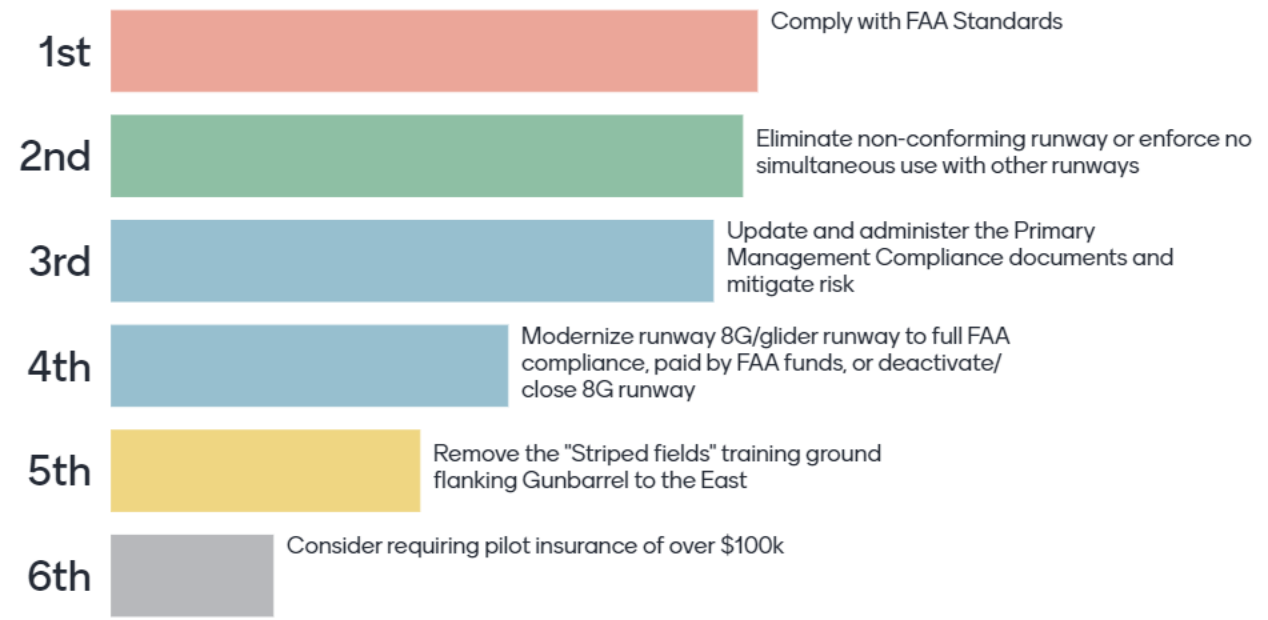 1st
Comply with FAA Standards
2nd
Eliminate non-conforming runway or enforce no
simultaneous use with other runways
3rd
Update and administer the Primary
Management Compliance documents and
mitigate risk
4th
Modernize runway 8G/glider runway to full FAA
compliance, paid by FAA funds, or deactivate/
close 8G runway
5th
Remove the "Striped fields" training ground
flanking Gunbarrel to the East
6th
Consider requiring pilot insurance of over $100k